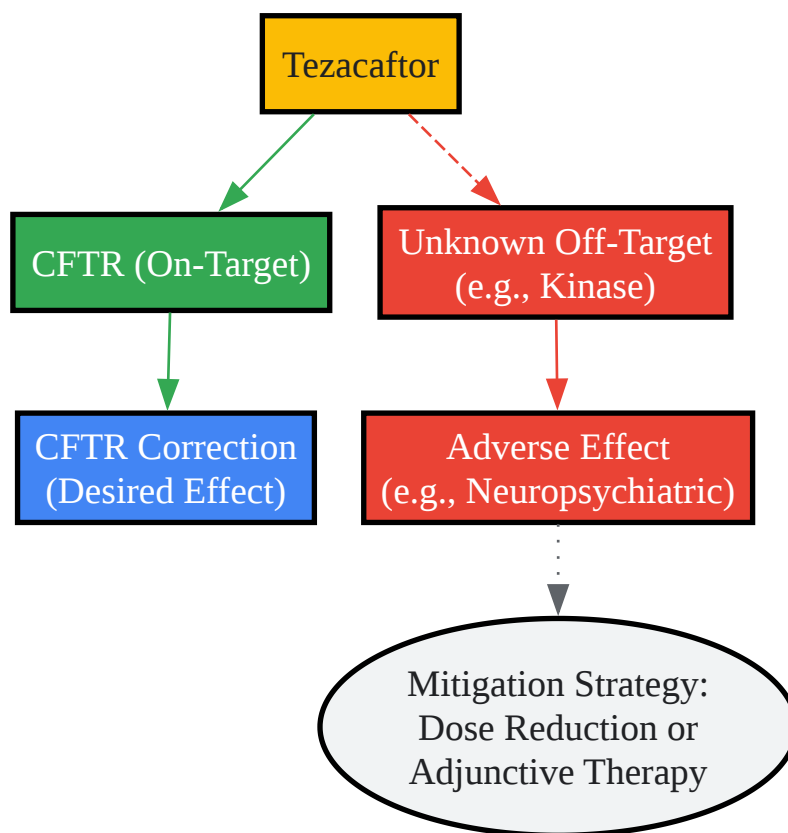 Tezacaftor
CFTR (On-Target)
Unknown Off-Target
(e.g., Kinase)
CFTR Correction
(Desired Effect)
Adverse Effect
(e.g., Neuropsychiatric)
Mitigation Strategy:
Dose Reduction or
Adjunctive Therapy